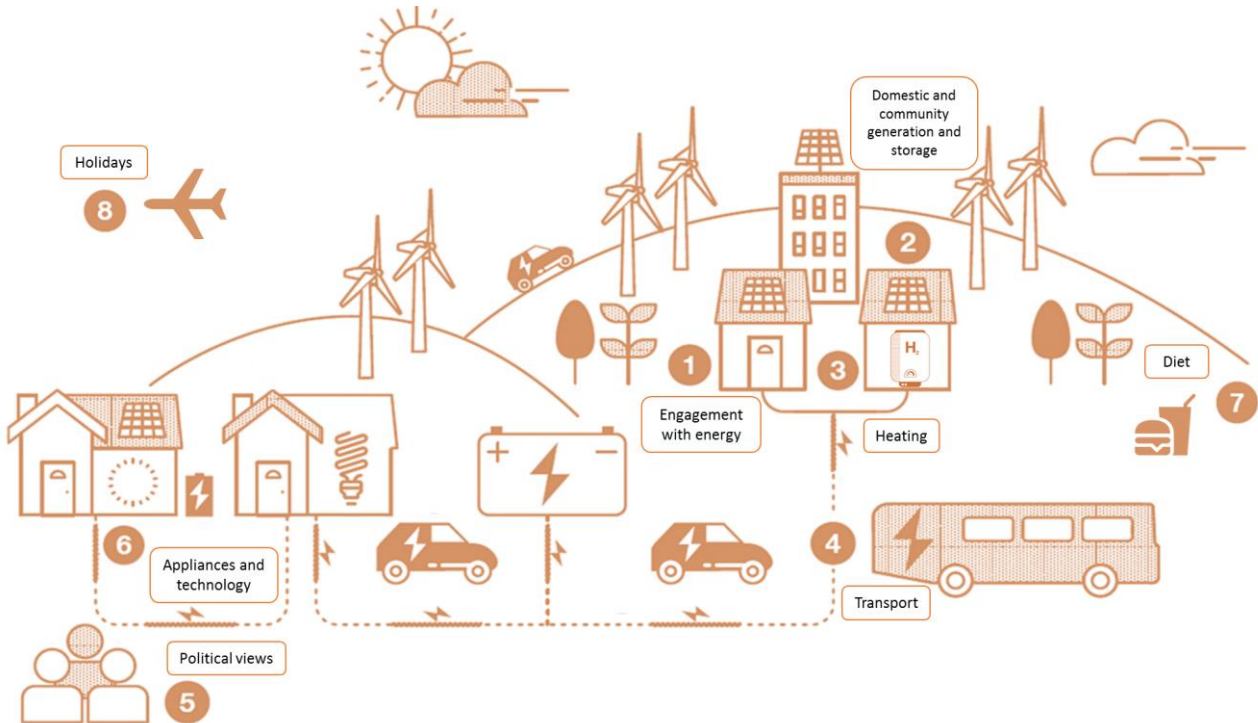 Domestic and
community
generation and
storage
Holidays
8
2
1
3
H₂
Diet
7
Engagement
with energy
Heating
+ −
6
4
Appliances and
technology
Transport
Political views
5